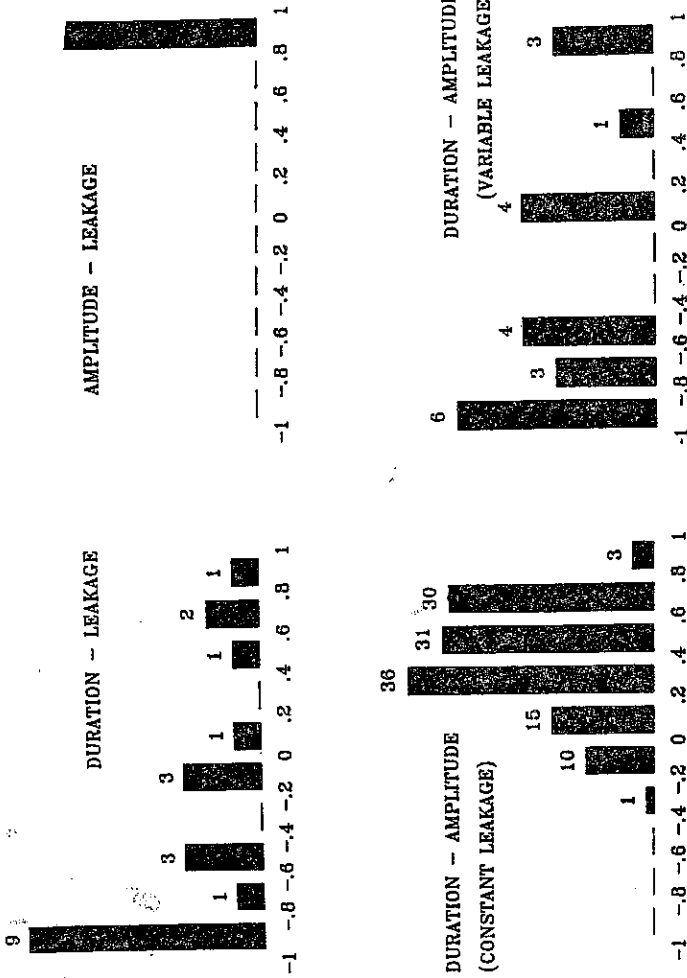 DURATION – LEAKAGE
9
1
3
3
1
1
2
1
-1 -.8 -.6 -.4 -.2 0 .2 .4 .6 .8 1
AMPLITUDE – LEAKAGE
-1 -.8 -.6 -.4 -.2 0 .2 .4 .6 .8 1
DURATION – AMPLITUDE
(CONSTANT LEAKAGE)
1
10
15
36
31
30
3
-1 -.8 -.6 -.4 -.2 0 .2 .4 .6 .8 1
DURATION – AMPLITUDE
(VARIABLE LEAKAGE
6
3
4
4
1
3
-1 -.8 -.6 -.4 -.2 0 .2 .4 .6 .8 1